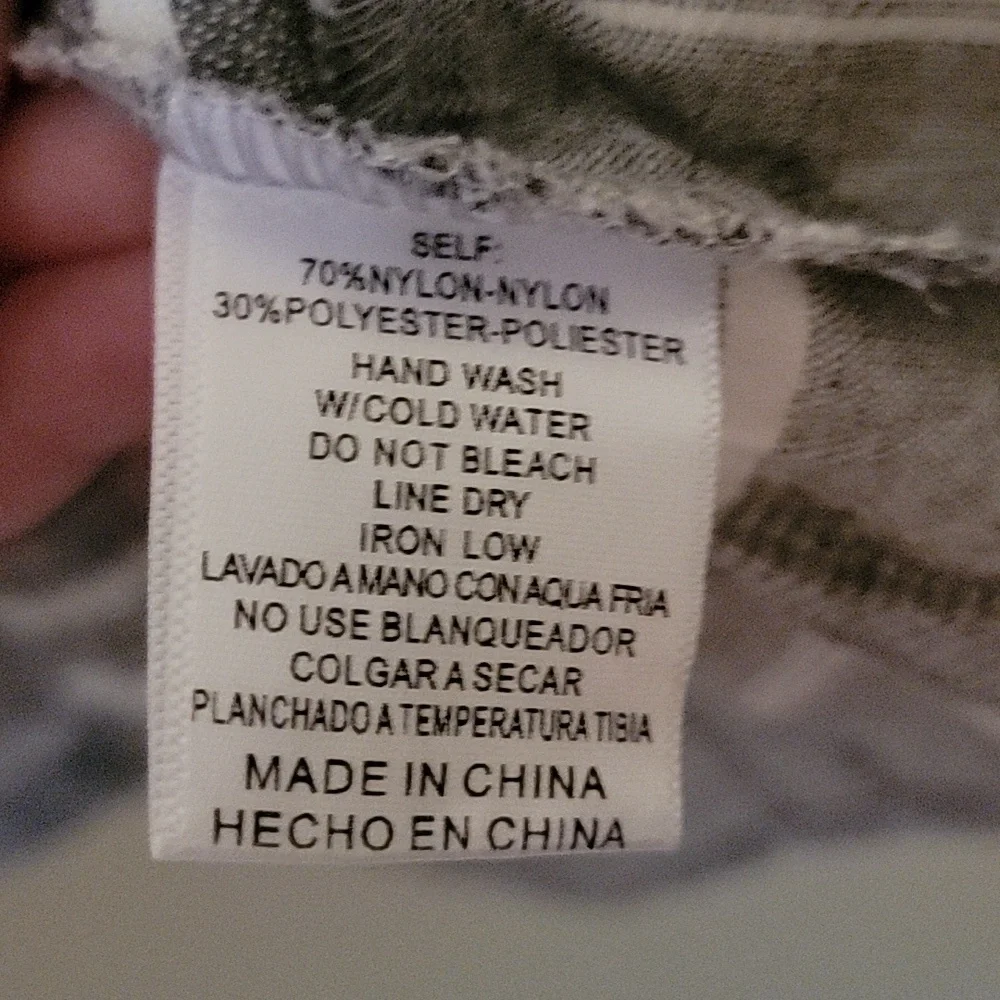 SELF:
70%NYLON-NYLON
30%POLYESTER-POLIESTER
HAND WASH
W/COLD WATER
DO NOT BLEACH
LINE DRY
IRON LOW
LAVADO A MANO CON AQUA FRIA
NO USE BLANQUEADOR
COLGAR A SECAR
PLANCHADO A TEMPERATURA TIBIA
MADE IN CHINA
HECHO EN CHINA